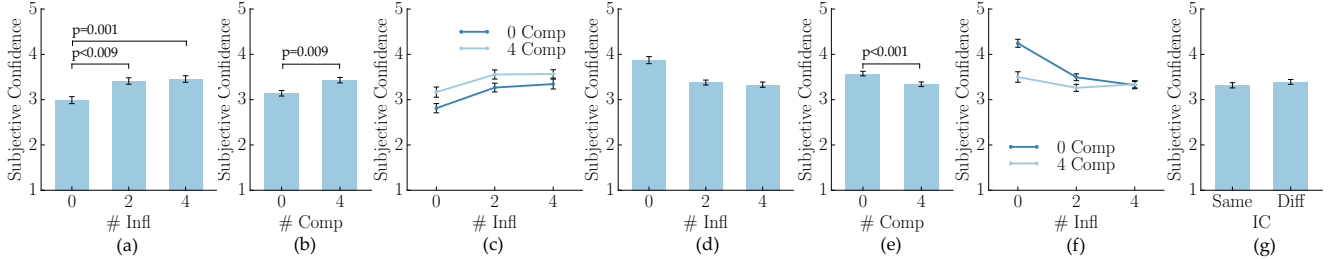 Subjective Confidence
5
4
3
2
1
p=0.001
p<0.009
0 2 4
# Infl
(a)
Subjective Confidence
5
4
3
2
1
p=0.009
0 4
# Comp
(b)
Subjective Confidence
5
4
3
2
1
0 Comp
4 Comp
0 2 4
# Infl
(c)
Subjective Confidence
5
4
3
2
1
0 2 4
# Infl
(d)
Subjective Confidence
5
4
3
2
1
p<0.001
0 4
# Comp
(e)
Subjective Confidence
5
4
3
2
1
0 Comp
4 Comp
0 2 4
# Infl
(f)
Subjective Confidence
5
4
3
2
1
Same Diff
IC
(g)